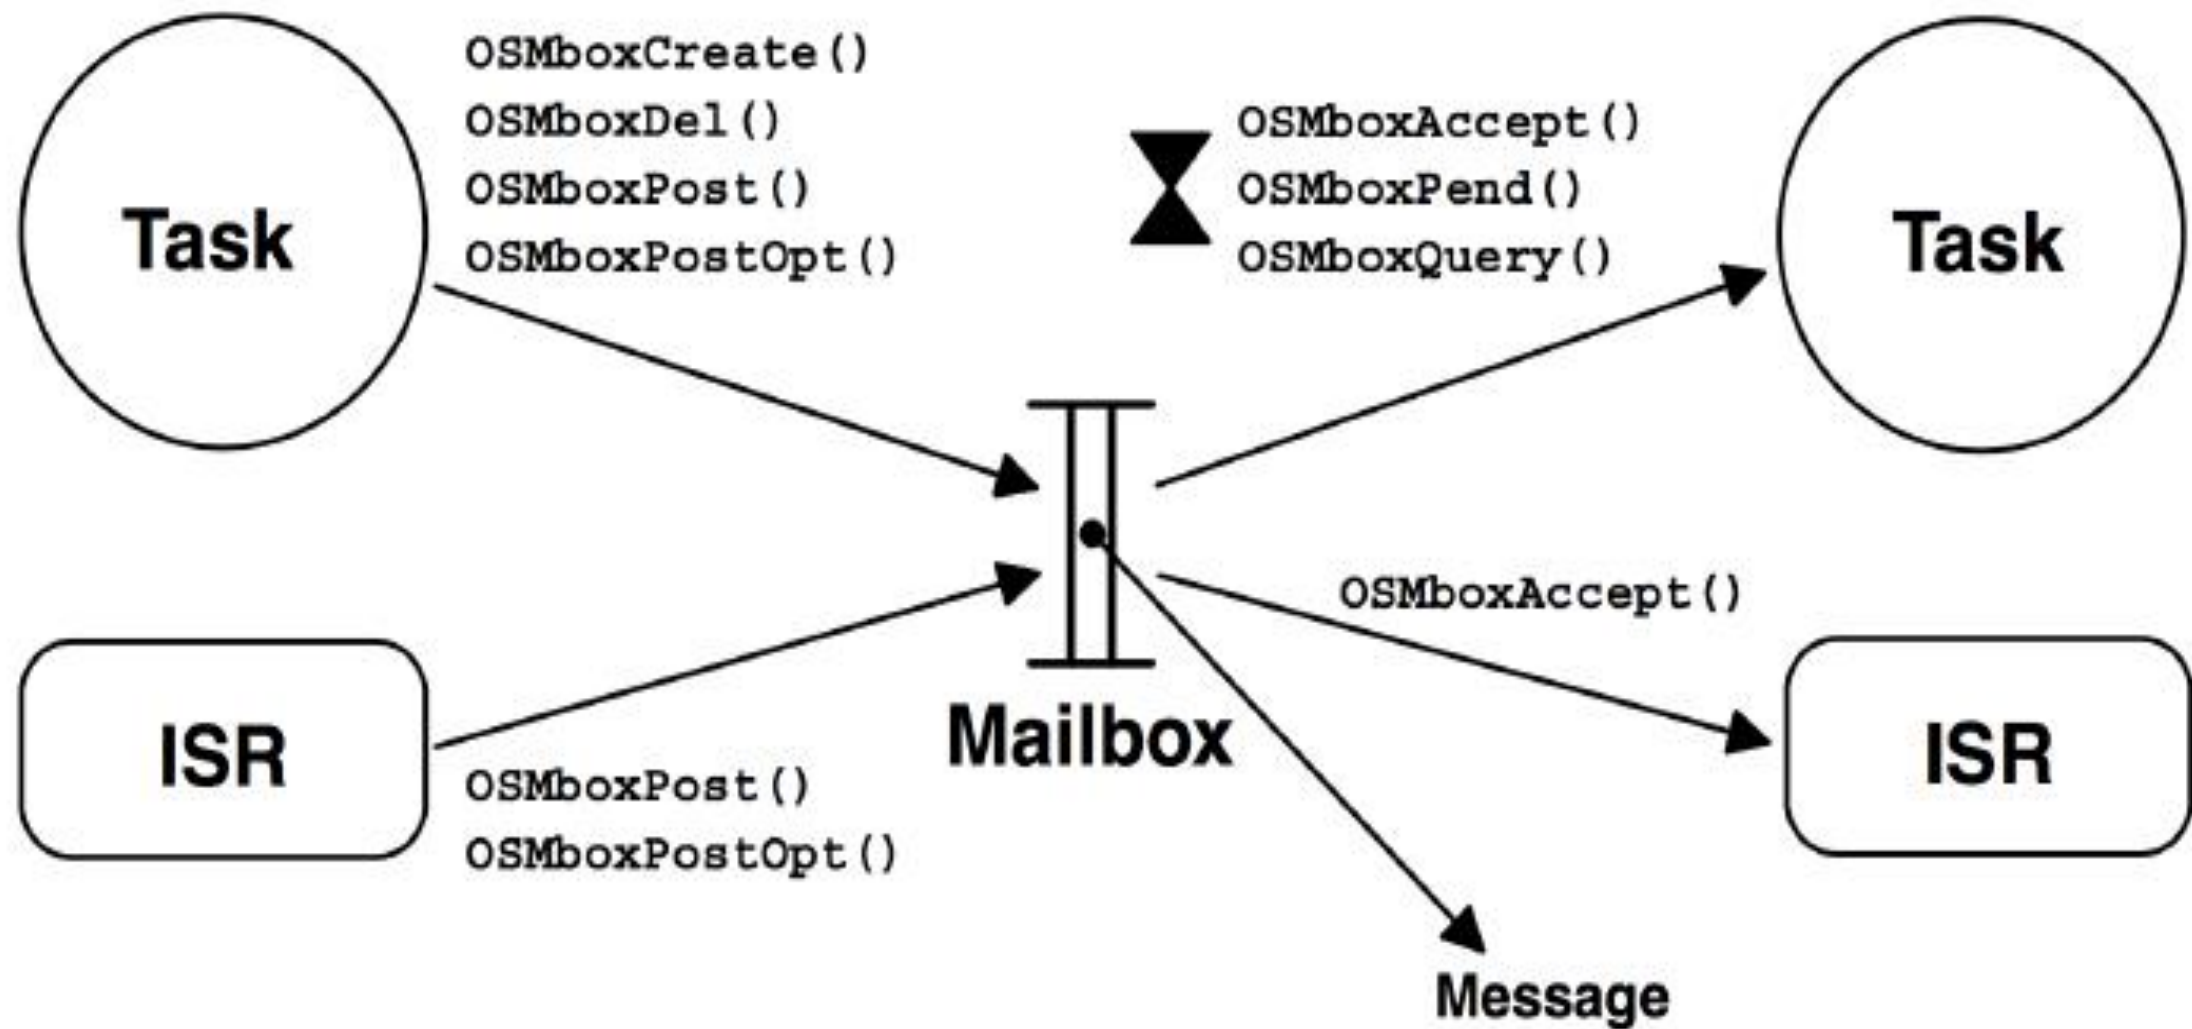 Task
OSMboxCreate()
OSMboxDel()
OSMboxPost()
OSMboxPostOpt()
OSMboxAccept()
OSMboxPend()
OSMboxQuery()
Task
ISR
OSMboxPost()
OSMboxPostOpt()
Mailbox
OSMboxAccept()
ISR
Message